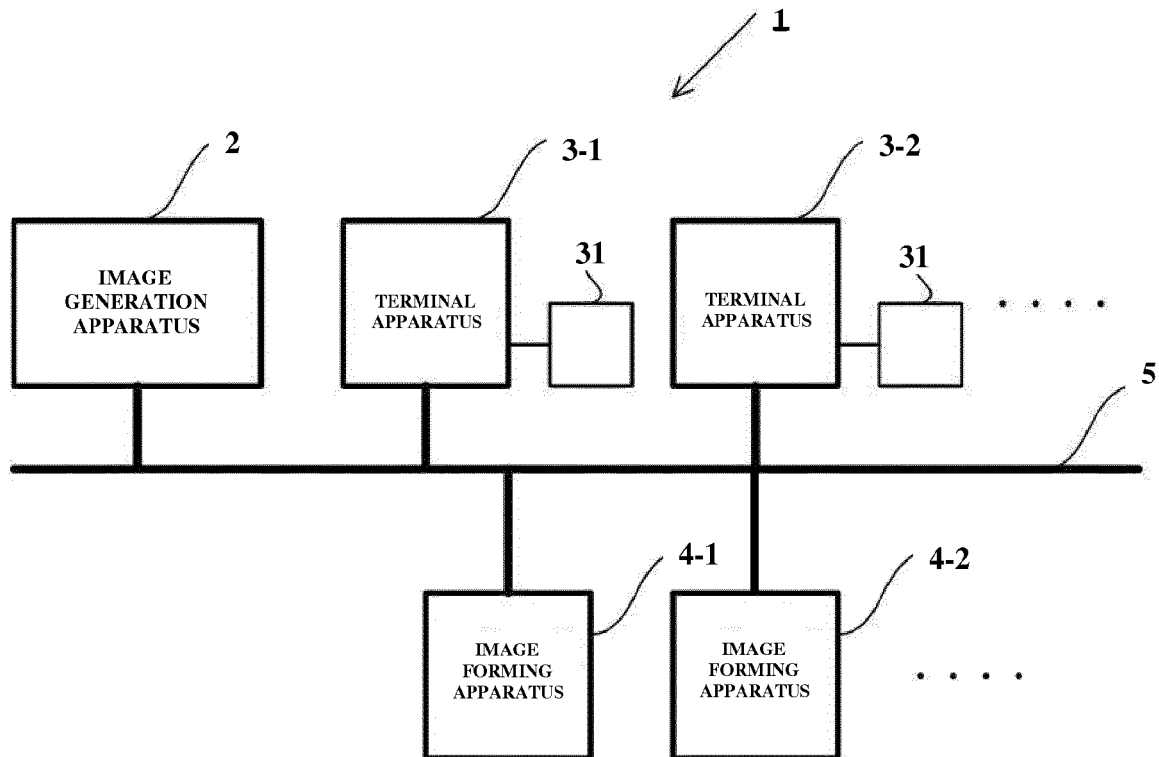 1
2
3-1
3-2
31
31
IMAGE
GENERATION
APPARATUS
TERMINAL
APPARATUS
TERMINAL
APPARATUS
. . . .
5
4-1
4-2
IMAGE
FORMING
APPARATUS
IMAGE
FORMING
APPARATUS
. . . .